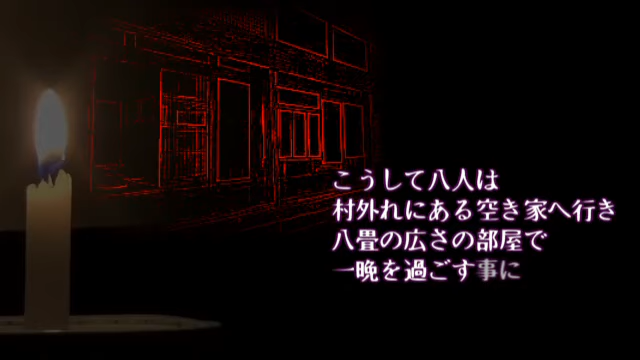 こうして八人は
村外れにある空き家へ行き
八畳の広さの部屋で
一晩を過ごす事に